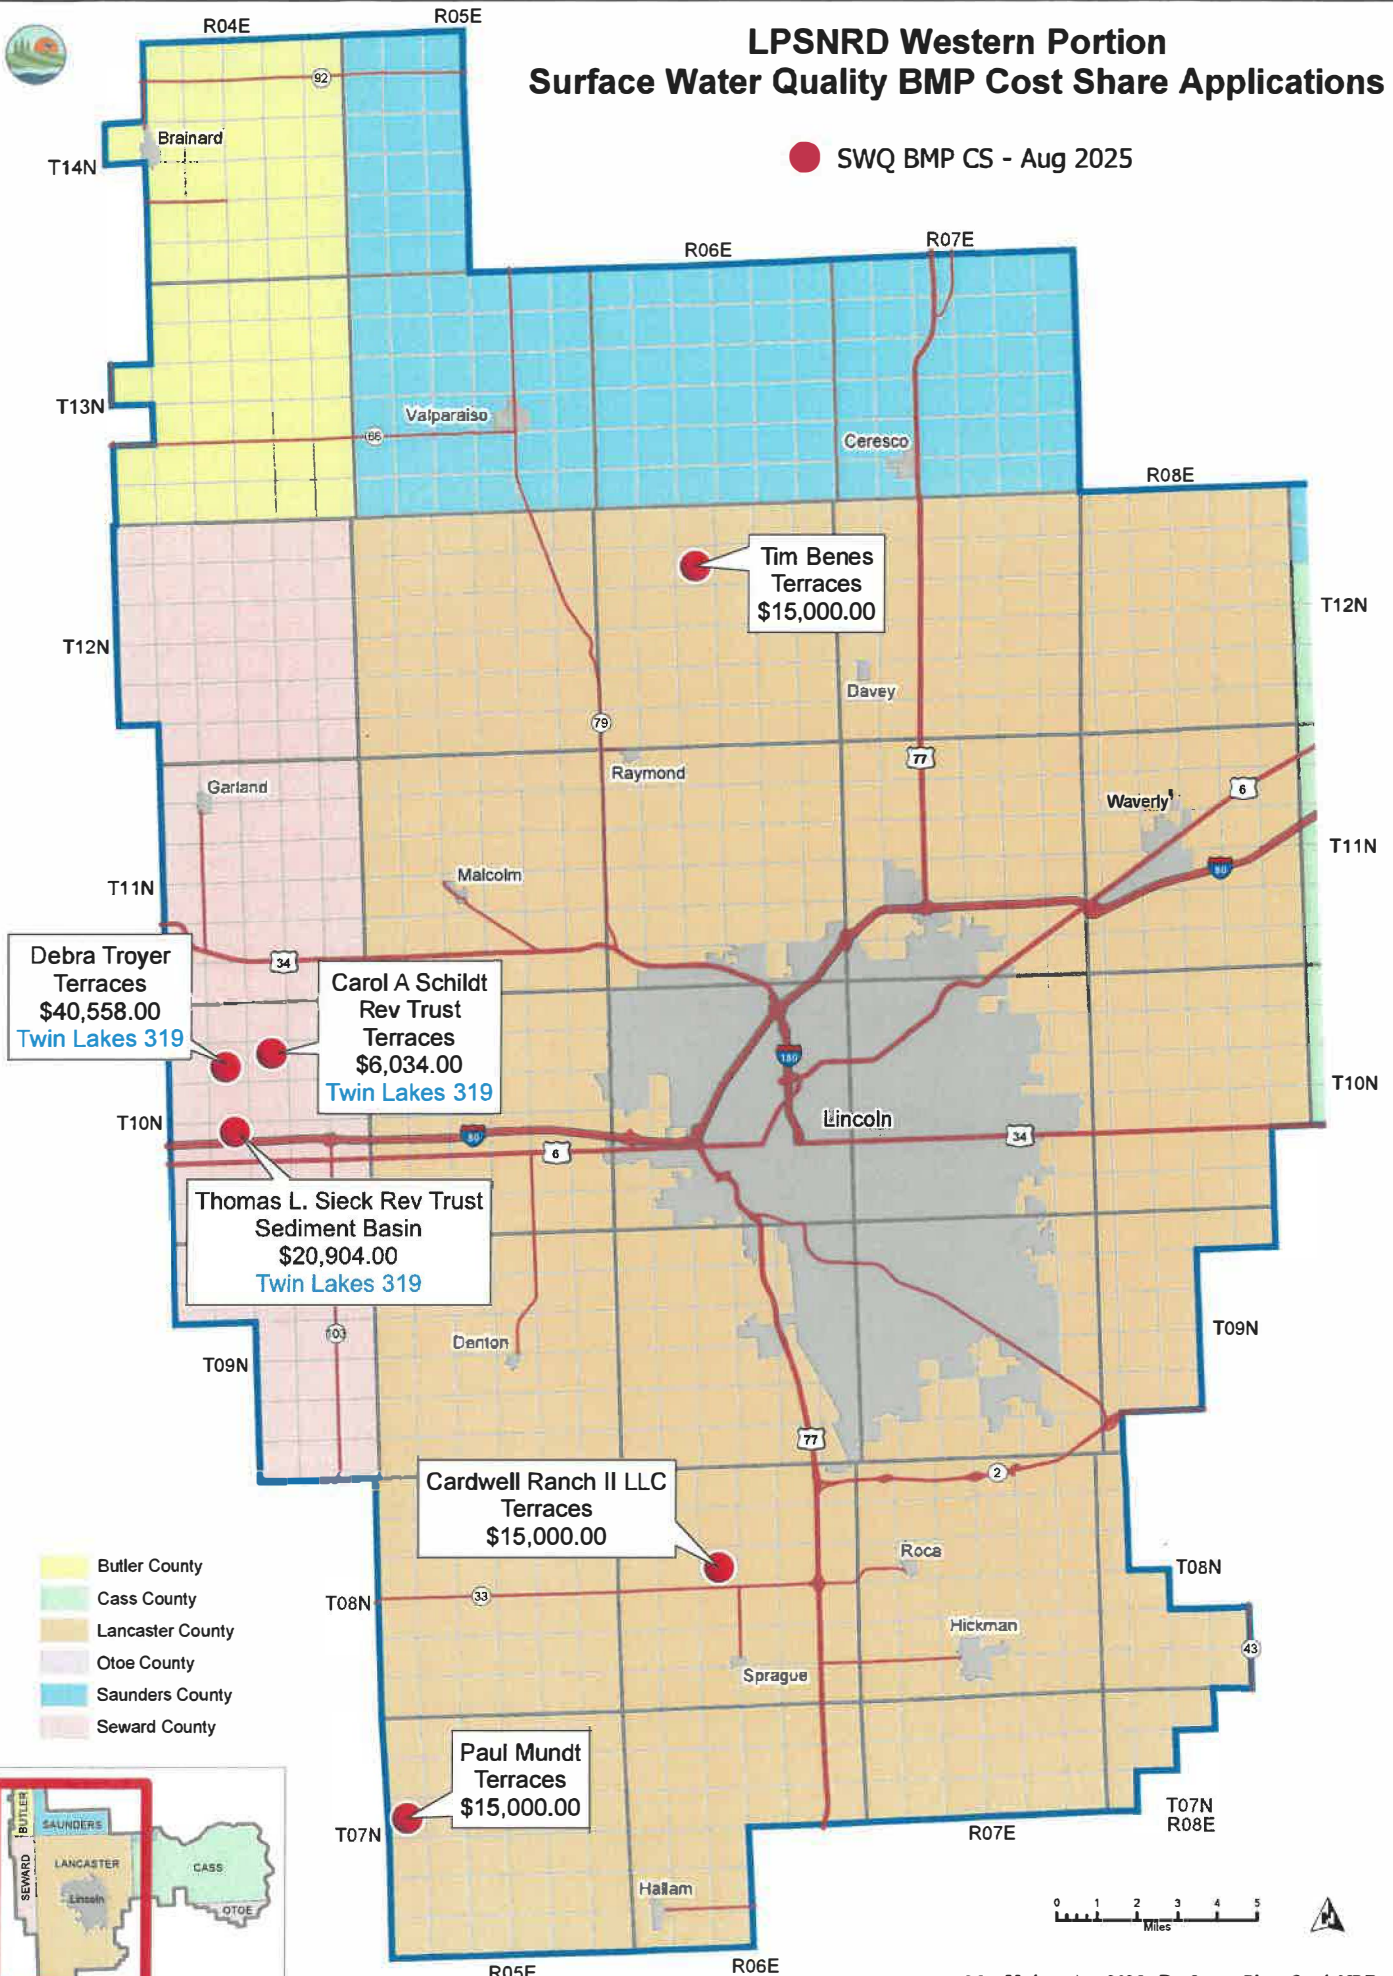 LPSNRD Western Portion
Surface Water Quality BMP Cost Share Applications
SWQ BMP CS - Aug 2025
R04E
R05E
92
Brainard
T14N
R06E
R07E
T13N
Valparaiso
66
Ceresco
R08E
Tim Benes
Terraces
$15,000.00
T12N
T12N
Davey
79
77
Raymond
Garland
Waverly
6
Malcolm
80
T11N
T11N
34
Debra Troyer
Terraces
$40,558.00
Twin Lakes 319
Carol A Schildt
Rev Trust
Terraces
$6,034.00
Twin Lakes 319
180
T10N
T10N
Lincoln
80
34
6
Thomas L. Sieck Rev Trust
Sediment Basin
$20,904.00
Twin Lakes 319
103
Denton
T09N
T09N
77
2
Cardwell Ranch II LLC
Terraces
$15,000.00
Roca
T08N
T08N
33
Hickman
43
Sprague
Butler County
Cass County
Lancaster County
Otoe County
Saunders County
Seward County
Paul Mundt
Terraces
$15,000.00
T07N
T07N
R08E
R07E
Hallam
R05E
R06E
BUTLER
SAUNDERS
SEWARD
LANCASTER
Lincoln
CASS
OTOE
0 1 2 3 4 5
Miles